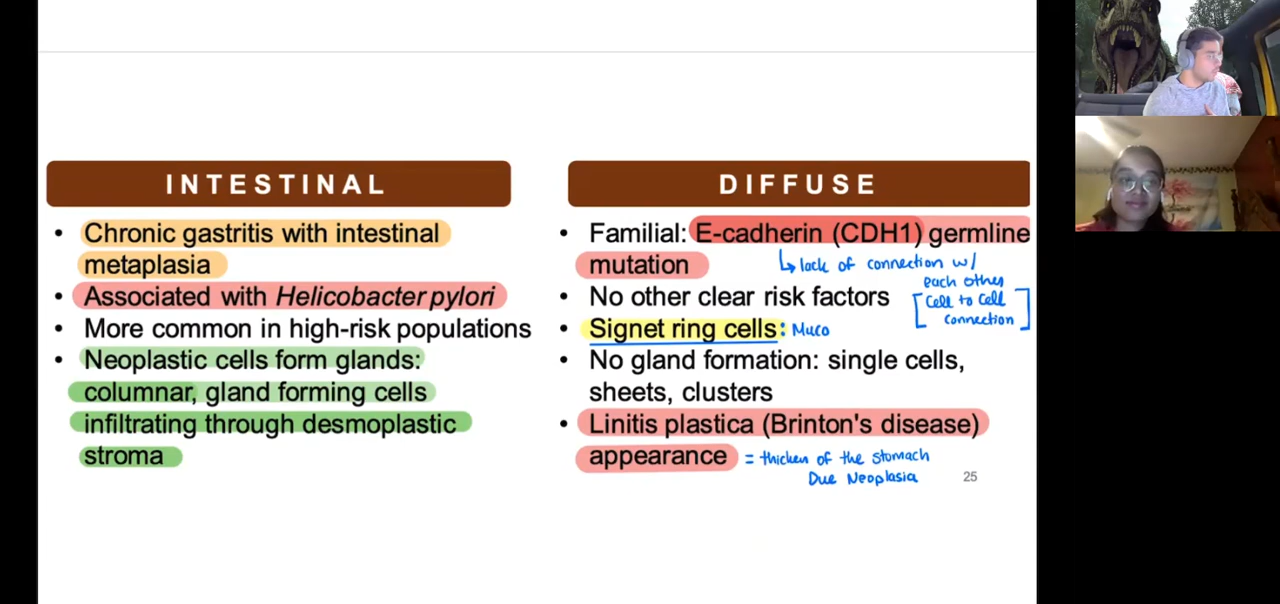 INTESTINAL
• Chronic gastritis with intestinal
metaplasia
• Associated with Helicobacter pylori
• More common in high-risk populations
• Neoplastic cells form glands:
columnar, gland forming cells
infiltrating through desmoplastic
stroma
DIFFUSE
• Familial: E-cadherin (CDH1) germline
mutation
↳ lack of connection w/
each other
[cell to cell
connection]
• No other clear risk factors
• Signet ring cells: Muco
• No gland formation: single cells,
sheets, clusters
• Linitis plastica (Brinton's disease)
appearance = thicken of the stomach
Due Neoplasia
25